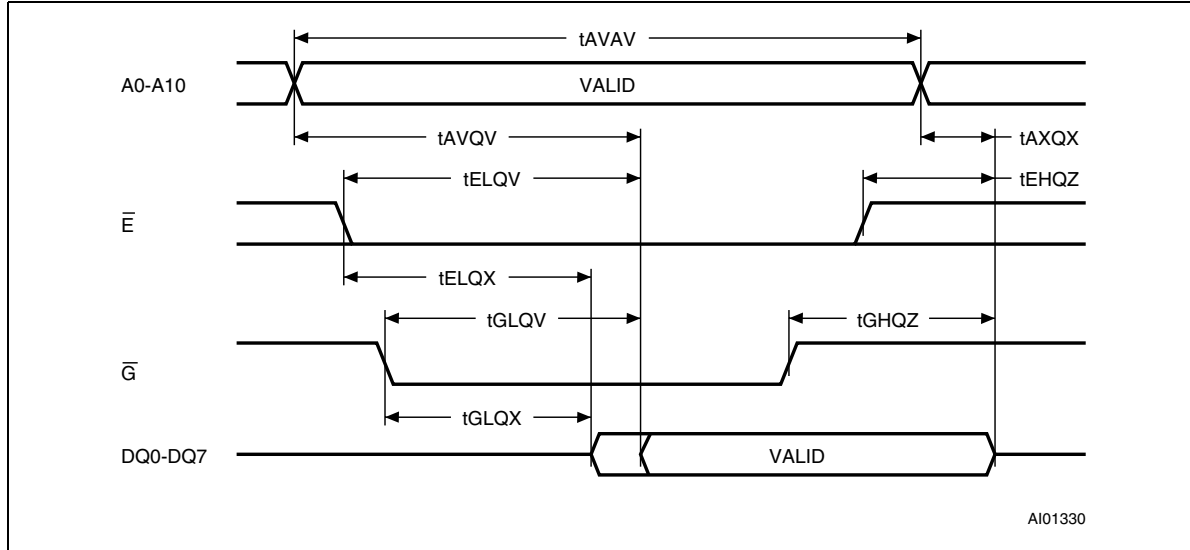 tAVAV
A0-A10
VALID
tAVQV
tAXQX
tELQV
tEHQZ
E̅
tELQX
tGLQV
tGHQZ
G̅
tGLQX
DQ0-DQ7
VALID
AI01330